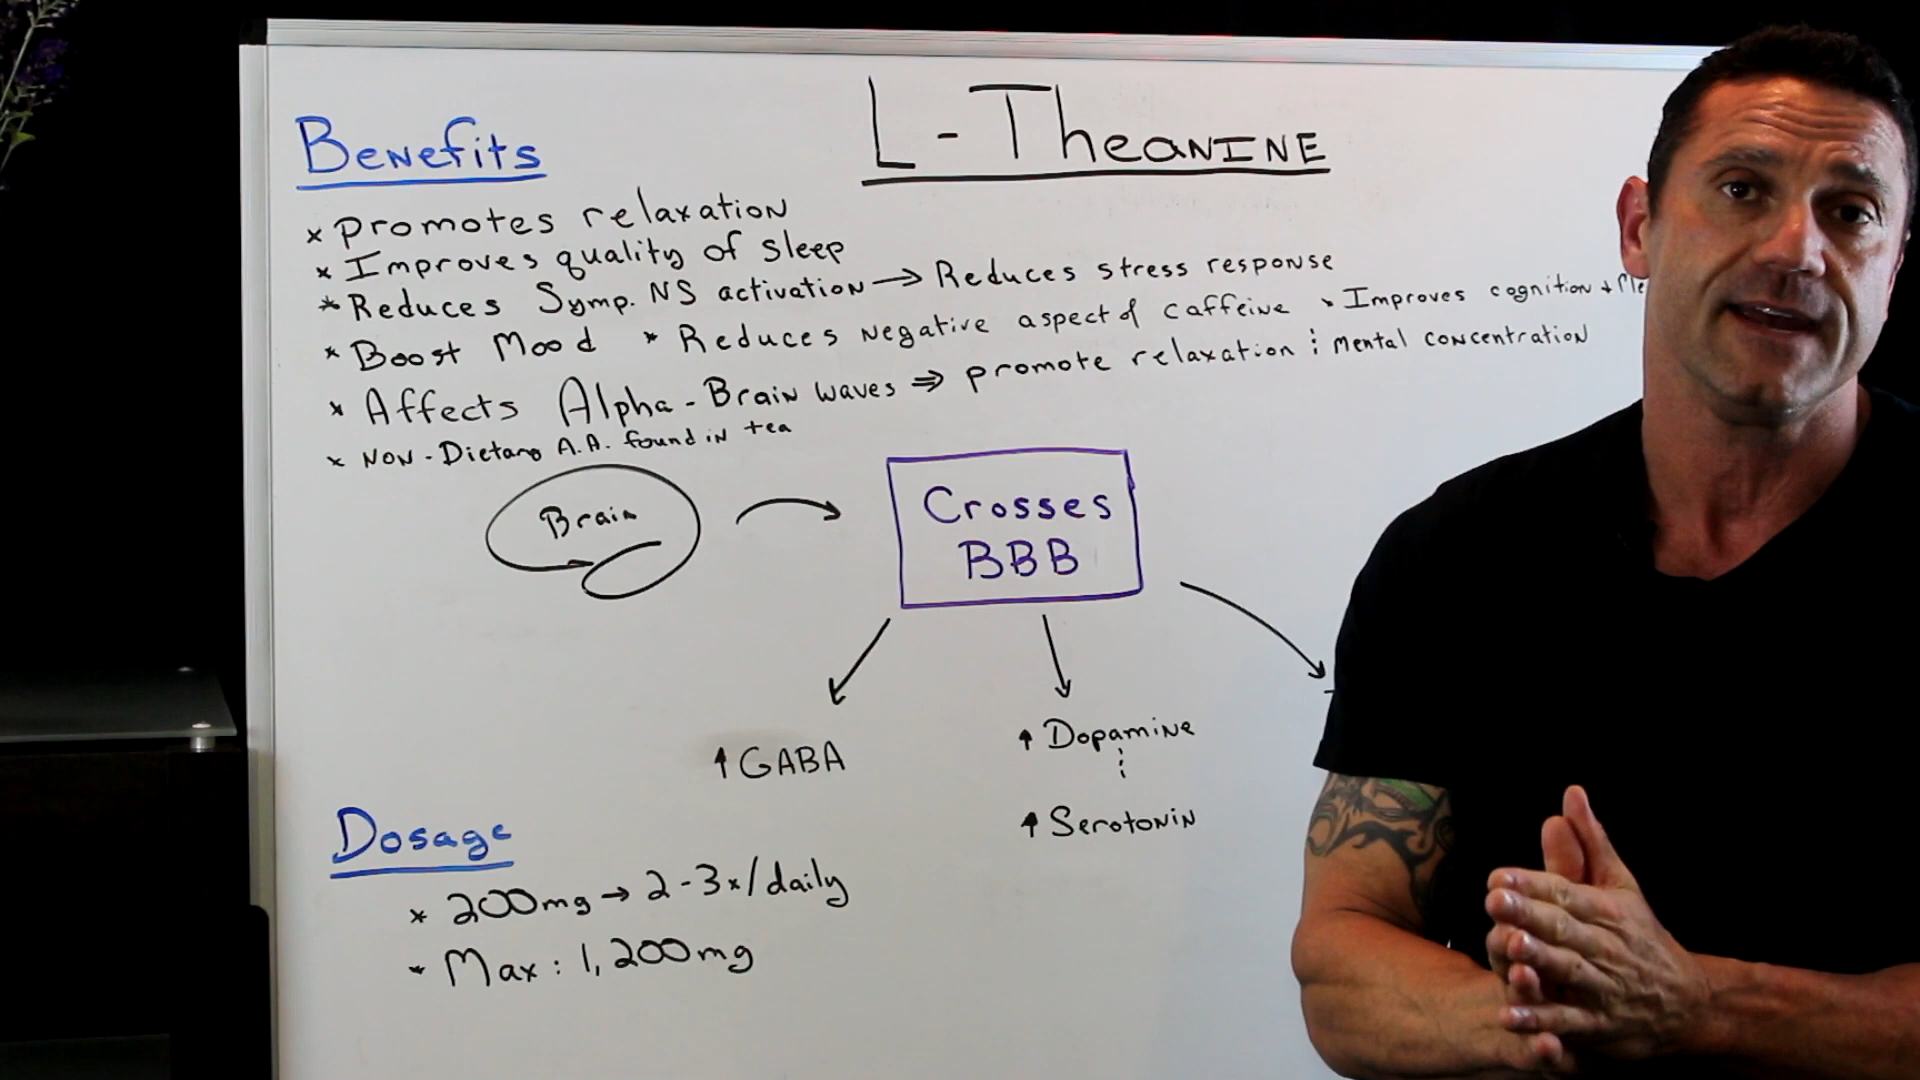 L-Theanine
Benefits
* Promotes relaxation
* Improves quality of sleep
* Reduces Symp. NS activation → Reduces stress response
* Boost Mood * Reduces negative aspect of caffeine * Improves cognition +
* Affects Alpha-Brain waves ⇒ promote relaxation ; mental concentration
* Non-Dietary A.A. found in tea
Brain → Crosses
BBB
↑ GABA
↑ Dopamine
↑ Serotonin
Dosage
* 200mg → 2-3x/daily
* Max: 1,200mg